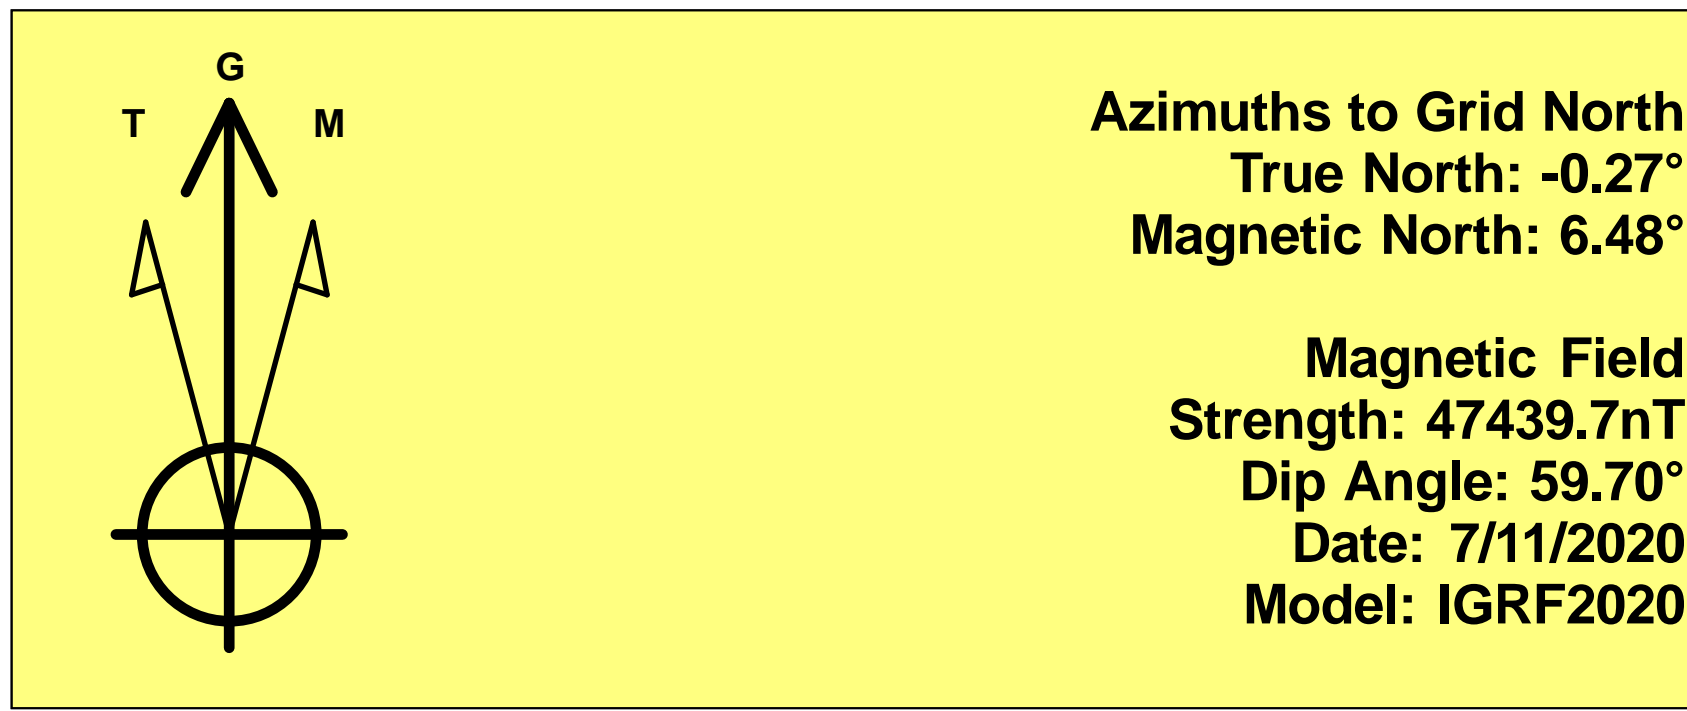 G
T
M
Azimuths to Grid North
True North: -0.27°
Magnetic North: 6.48°
Magnetic Field
Strength: 47439.7nT
Dip Angle: 59.70°
Date: 7/11/2020
Model: IGRF2020